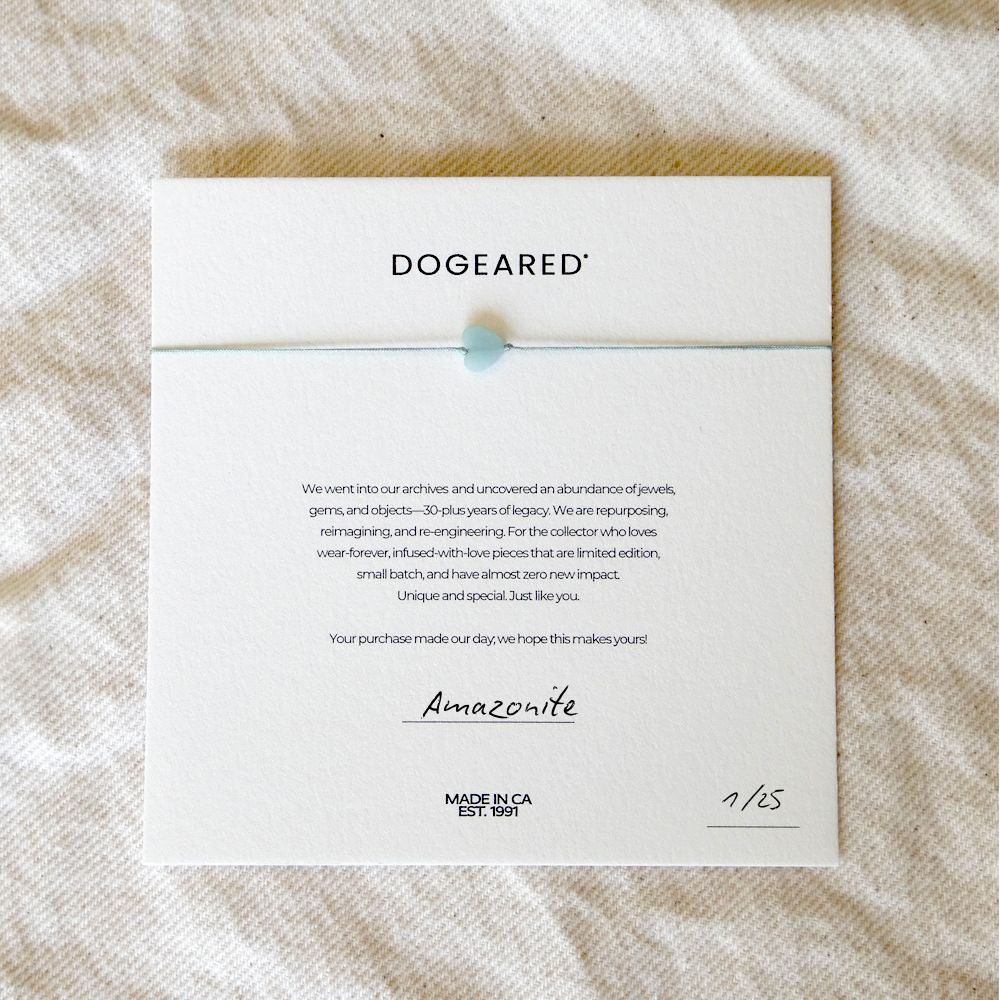 DOGEARED
We went into our archives and uncovered an abundance of jewels,
gems, and objects—30-plus years of legacy. We are repurposing,
reimagining, and re-engineering. For the collector who loves
wear-forever, infused-with-love pieces that are limited edition,
small batch, and have almost zero new impact.
Unique and special. Just like you.
Your purchase made our day, we hope this makes yours!
Amazonite
MADE IN CA
EST. 1991
1/25